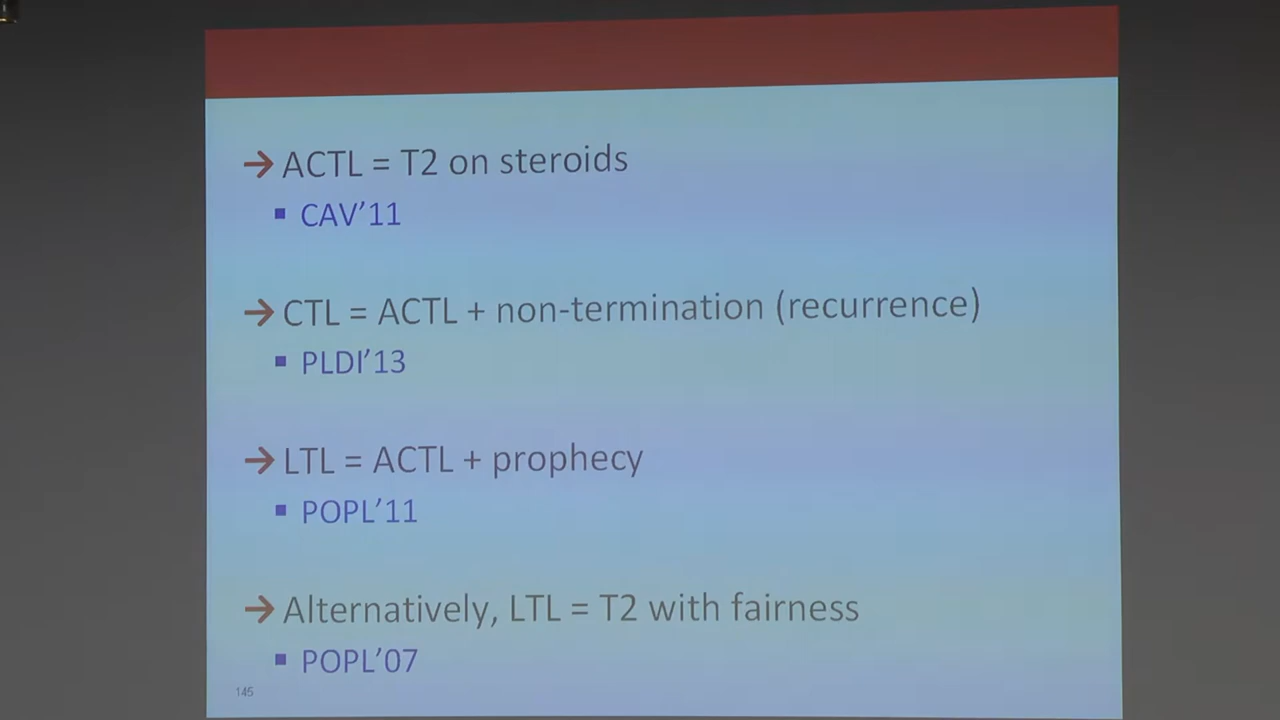 → ACTL = T2 on steroids
▪ CAV’11
→ CTL = ACTL + non-termination (recurrence)
▪ PLDI’13
→ LTL = ACTL + prophecy
▪ POPL’11
→ Alternatively, LTL = T2 with fairness
▪ POPL’07
145